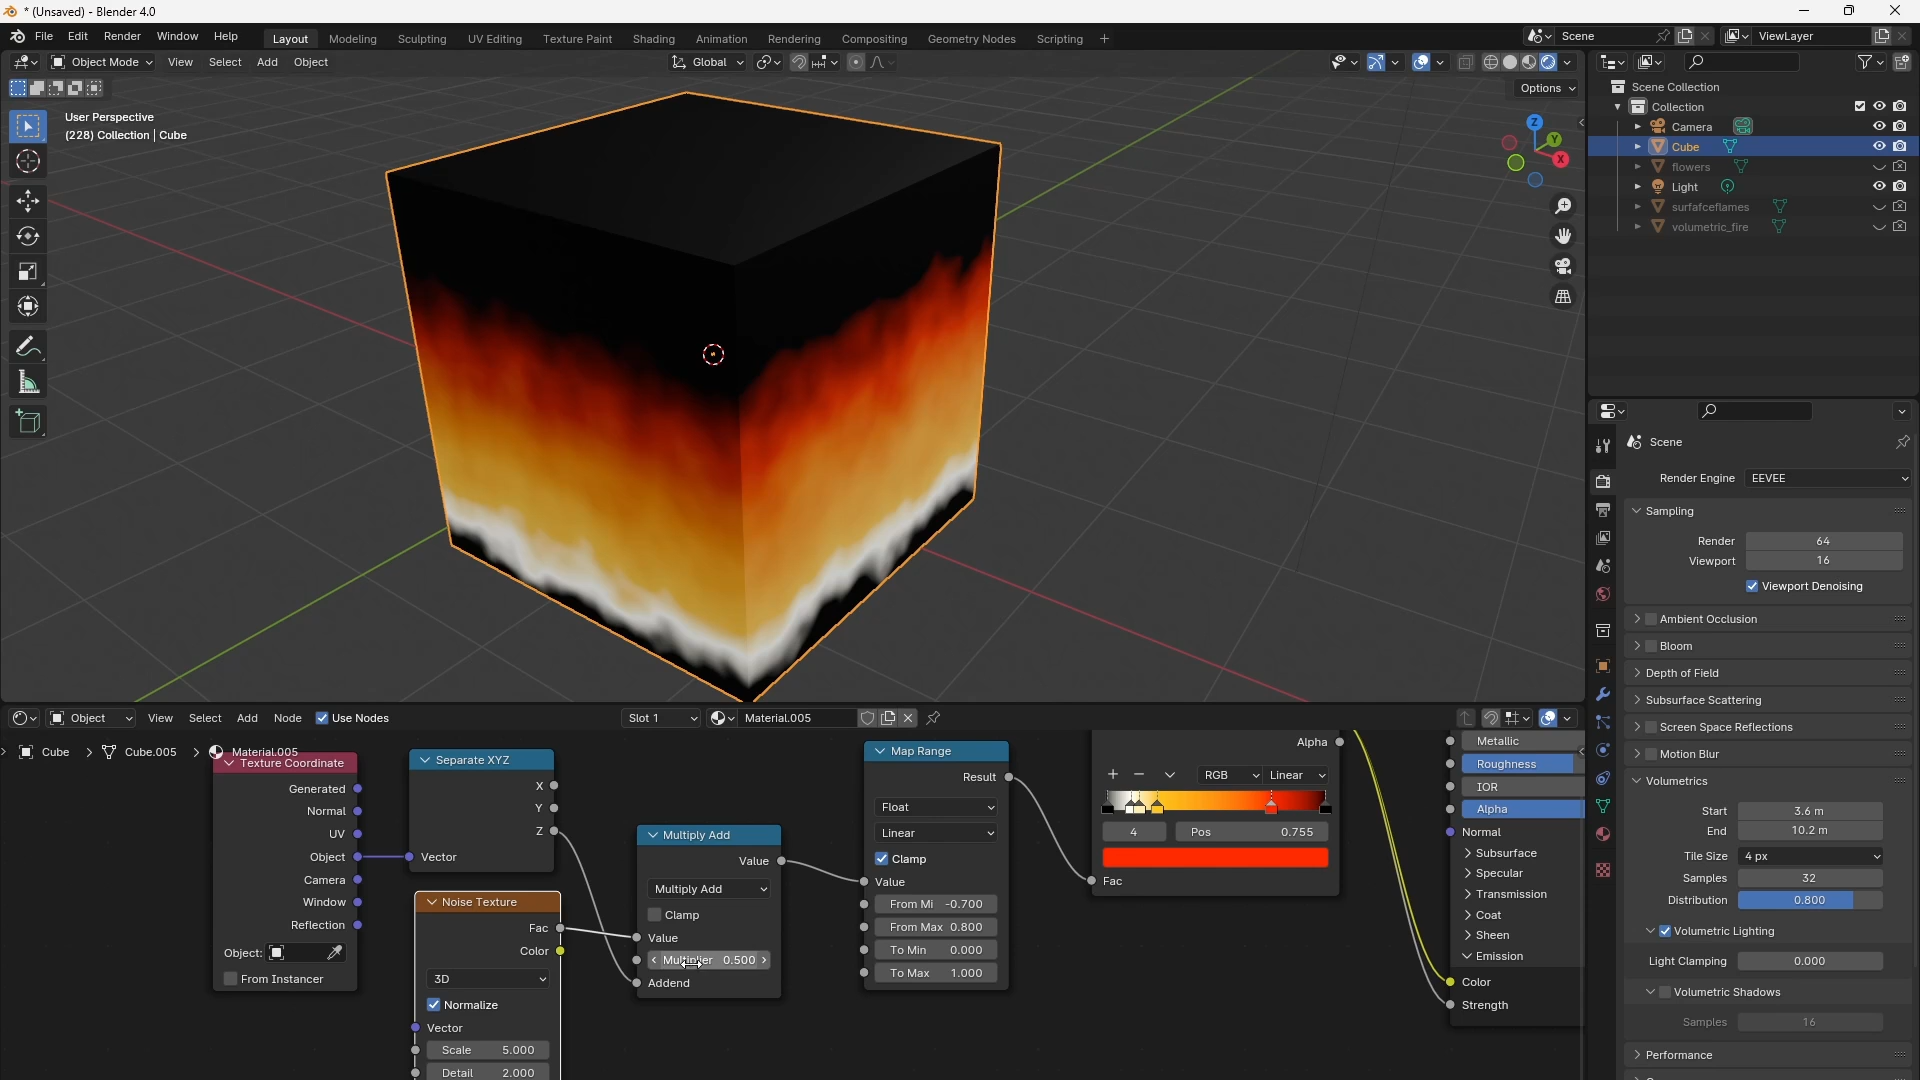 * (Unsaved) - Blender 4.0
File Edit Render Window Help
Layout Modeling Sculpting UV Editing Texture Paint Shading Animation Rendering Compositing Geometry Nodes Scripting +
Scene
ViewLayer
Object Mode View Select Add Object
Global
Options
User Perspective
(228) Collection | Cube
Z
Y
X
Scene Collection
Collection
Camera
Cube
flowers
Light
surfafceflames
volumetric_fire
Scene
Render Engine EEVEE
Sampling
Render 64
Viewport 16
Viewport Denoising
Ambient Occlusion
Bloom
Depth of Field
Subsurface Scattering
Screen Space Reflections
Motion Blur
Volumetrics
Start 3.6 m
End 10.2 m
Tile Size 4 px
Samples 32
Distribution 0.800
Volumetric Lighting
Light Clamping 0.000
Volumetric Shadows
Samples 16
Performance
Object View Select Add Node Use Nodes
Slot 1
Material.005
Cube > Cube.005 > Material.005
Texture Coordinate
Generated
Normal
UV
Object
Camera
Window
Reflection
Object:
From Instancer
Separate XYZ
X
Y
Z
Vector
Noise Texture
Fac
Color
3D
Normalize
Vector
Scale 5.000
Detail 2.000
Multiply Add
Value
Multiply Add
Clamp
Value
Multiplier 0.500
Addend
Map Range
Result
Float
Linear
Clamp
Value
From Mi -0.700
From Max 0.800
To Min 0.000
To Max 1.000
Alpha
RGB Linear
4 Pos 0.755
Fac
Metallic
Roughness
IOR
Alpha
Normal
Subsurface
Specular
Transmission
Coat
Sheen
Emission
Color
Strength